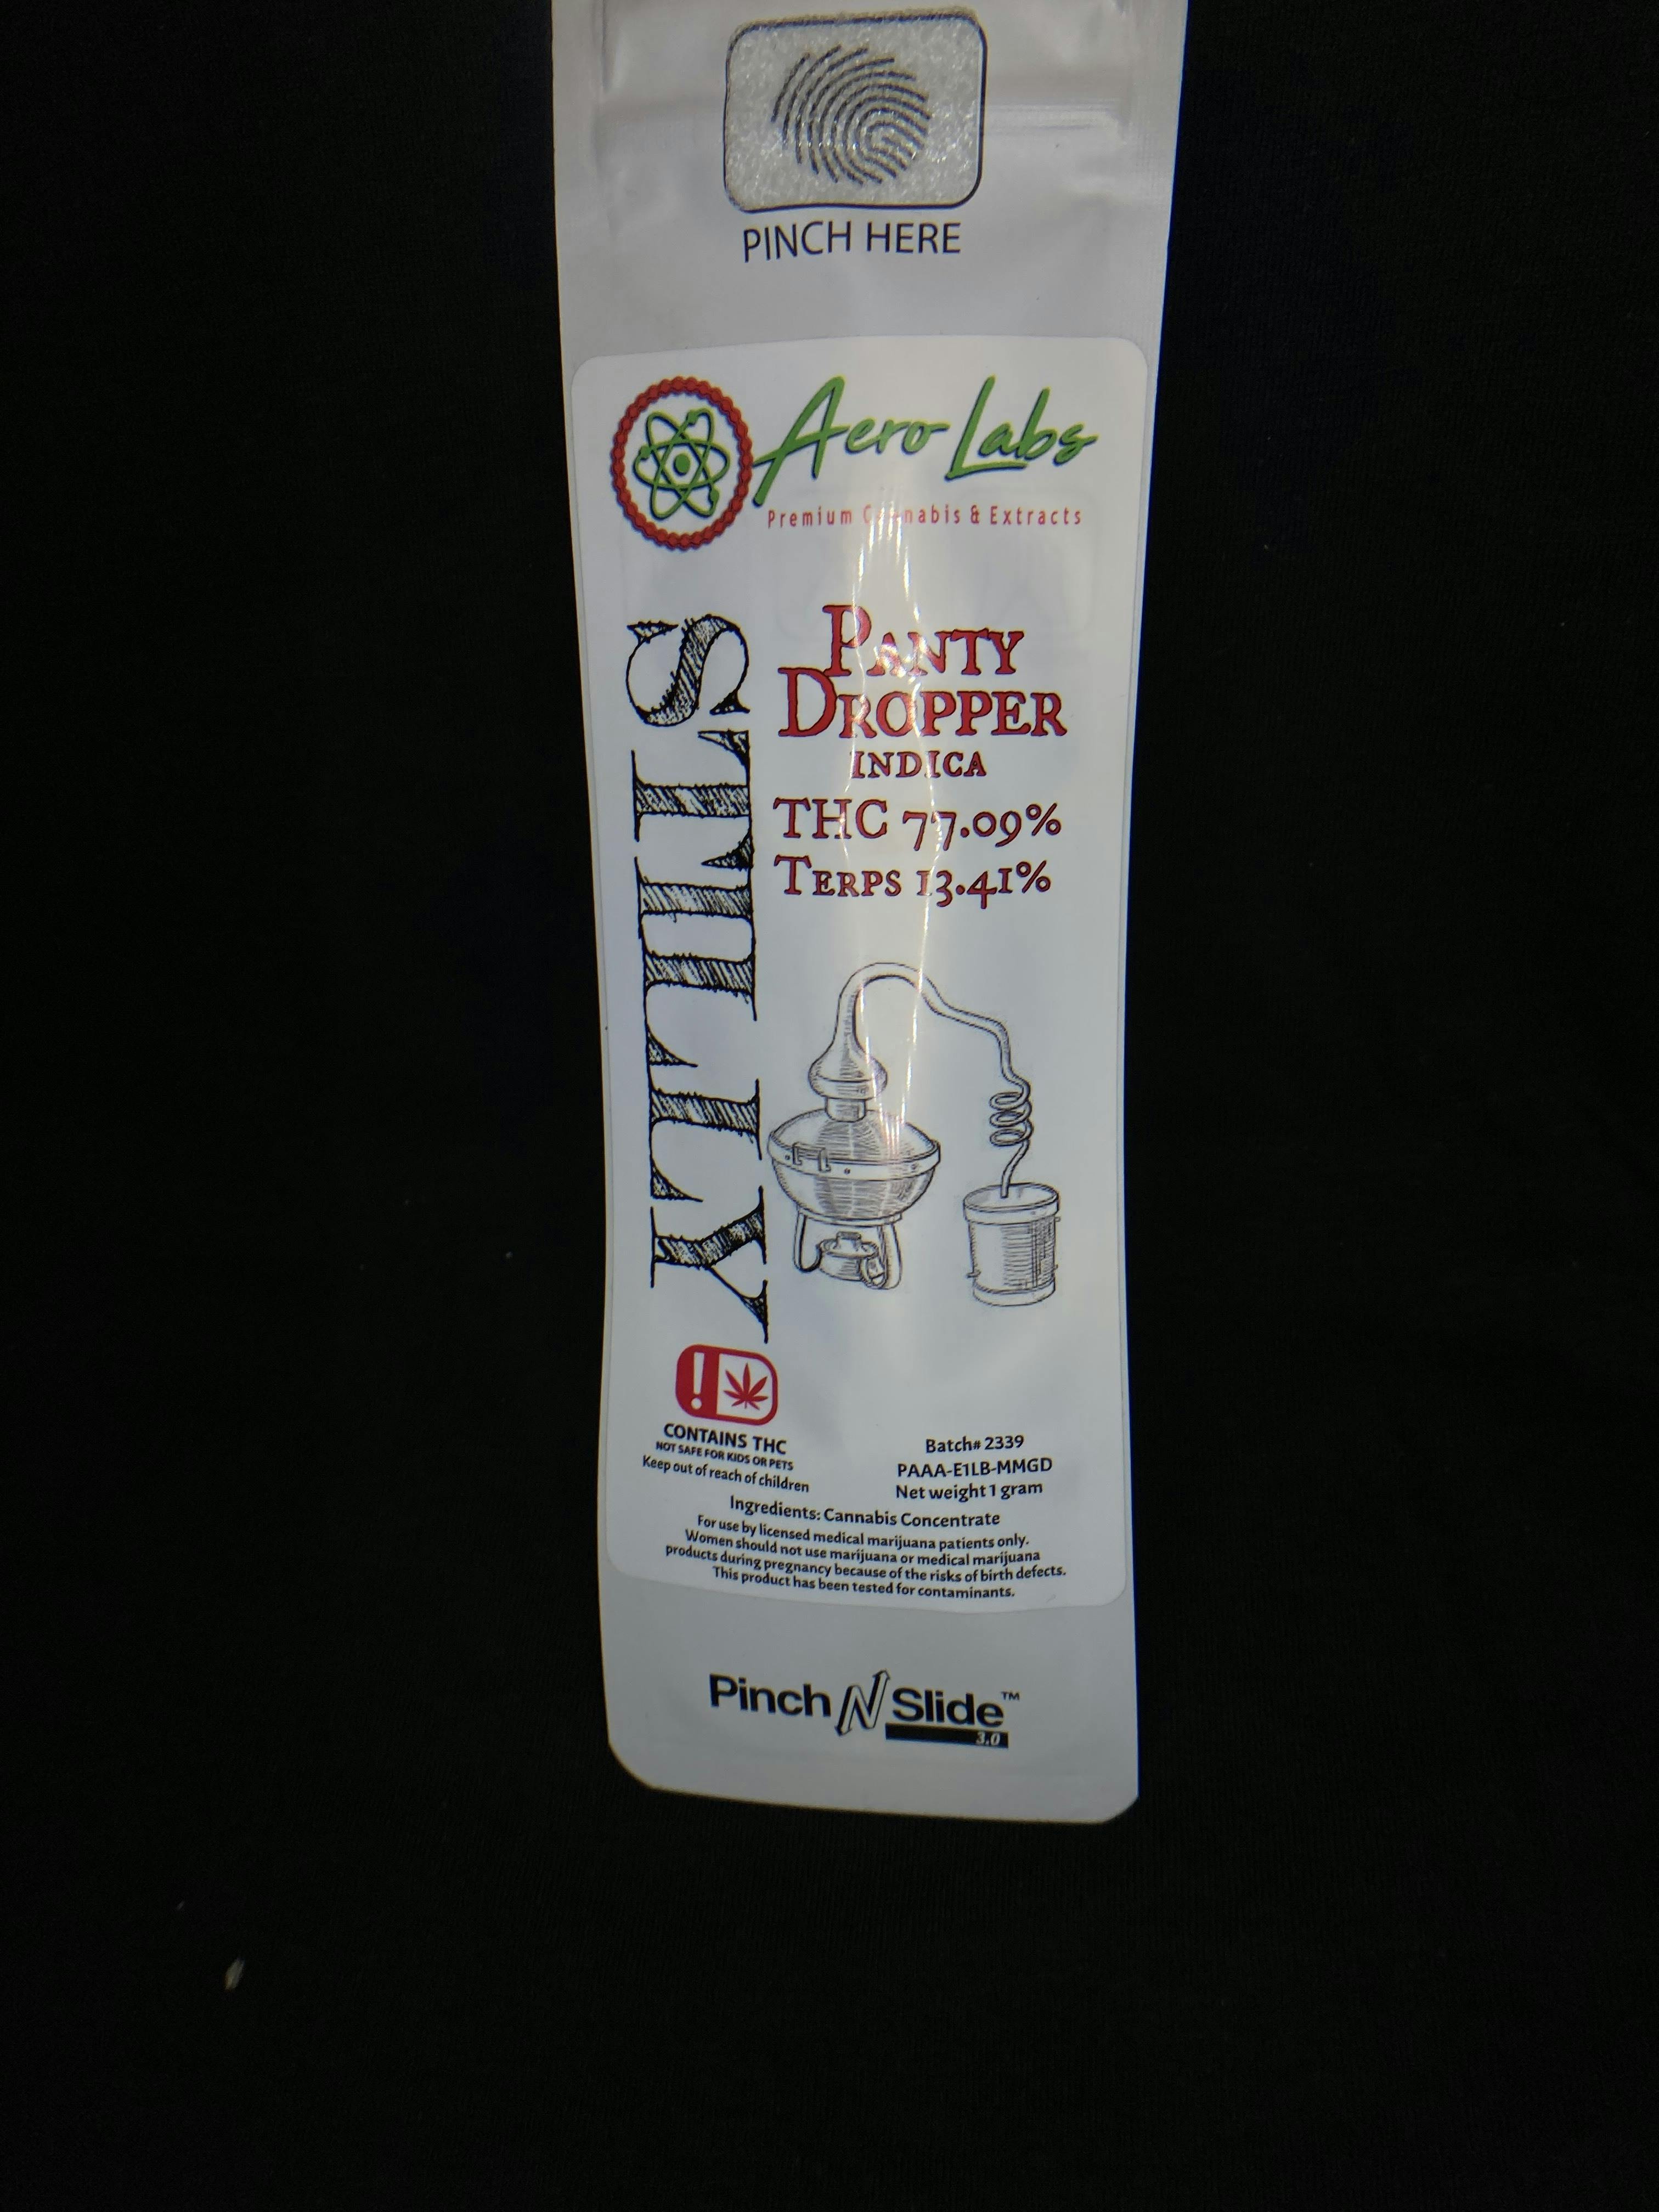 PINCH HERE
Aero Labs
Premium Cannabis & Extracts
STILLY
PANTY
DROPPER
INDICA
THC 77.09%
TERPS 13.41%
CONTAINS THC
NOT SAFE FOR KIDS OR PETS
Keep out of reach of children
Batch# 2339
PAAA-E1LB-MMGD
Net weight 1 gram
Ingredients: Cannabis Concentrate
For use by licensed medical marijuana patients only.
Women should not use marijuana or medical marijuana
products during pregnancy because of the risks of birth defects.
This product has been tested for contaminants.
Pinch N Slide™
3.0